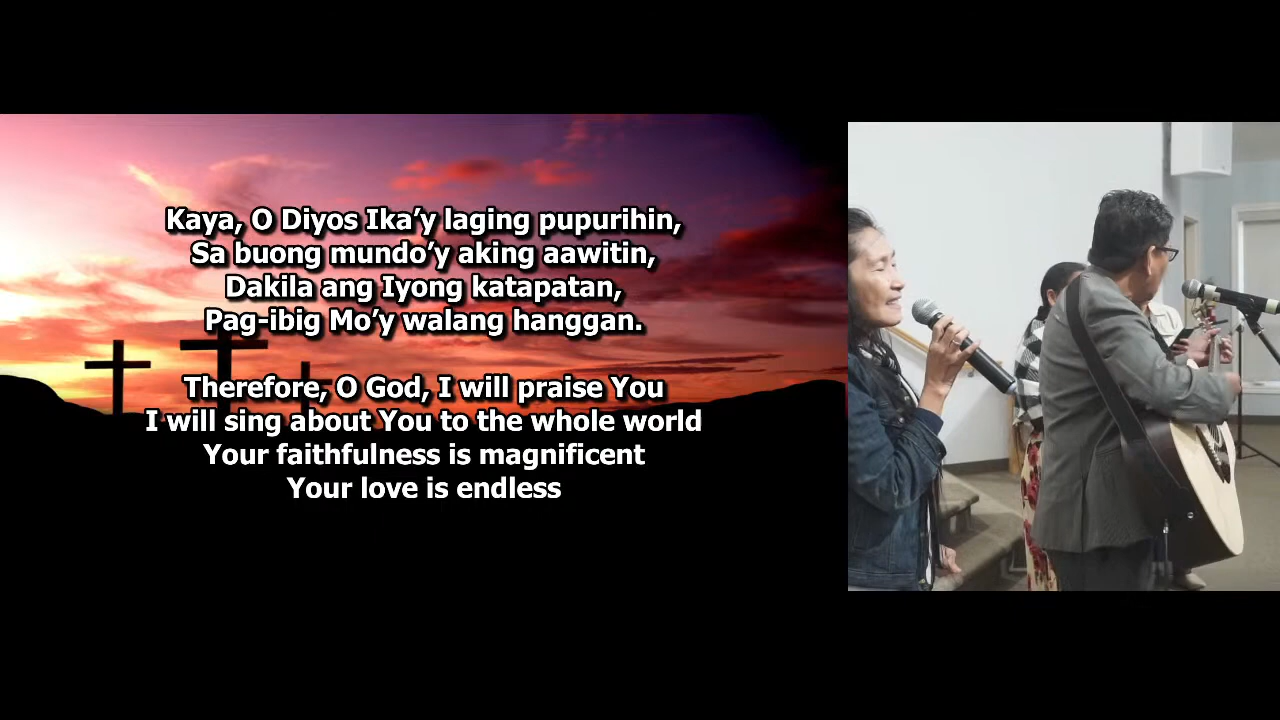 Kaya, O Diyos Ika’y laging pupurihin,
Sa buong mundo’y aking aawitin,
Dakila ang Iyong katapatan,
Pag-ibig Mo’y walang hanggan.
Therefore, O God, I will praise You
I will sing about You to the whole world
Your faithfulness is magnificent
Your love is endless